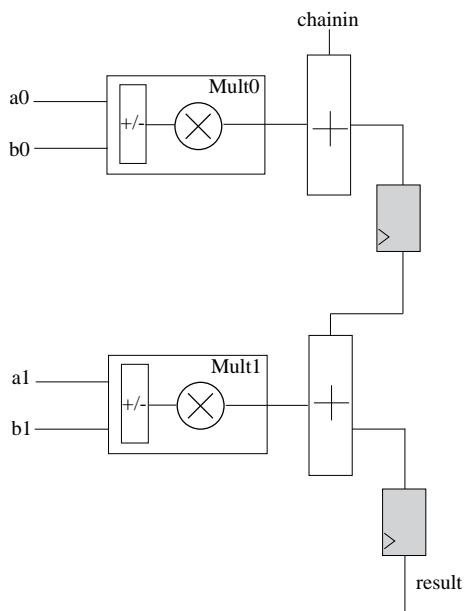 chainin
Mult0
a0
+/-
b0
Mult1
a1
+/-
b1
result